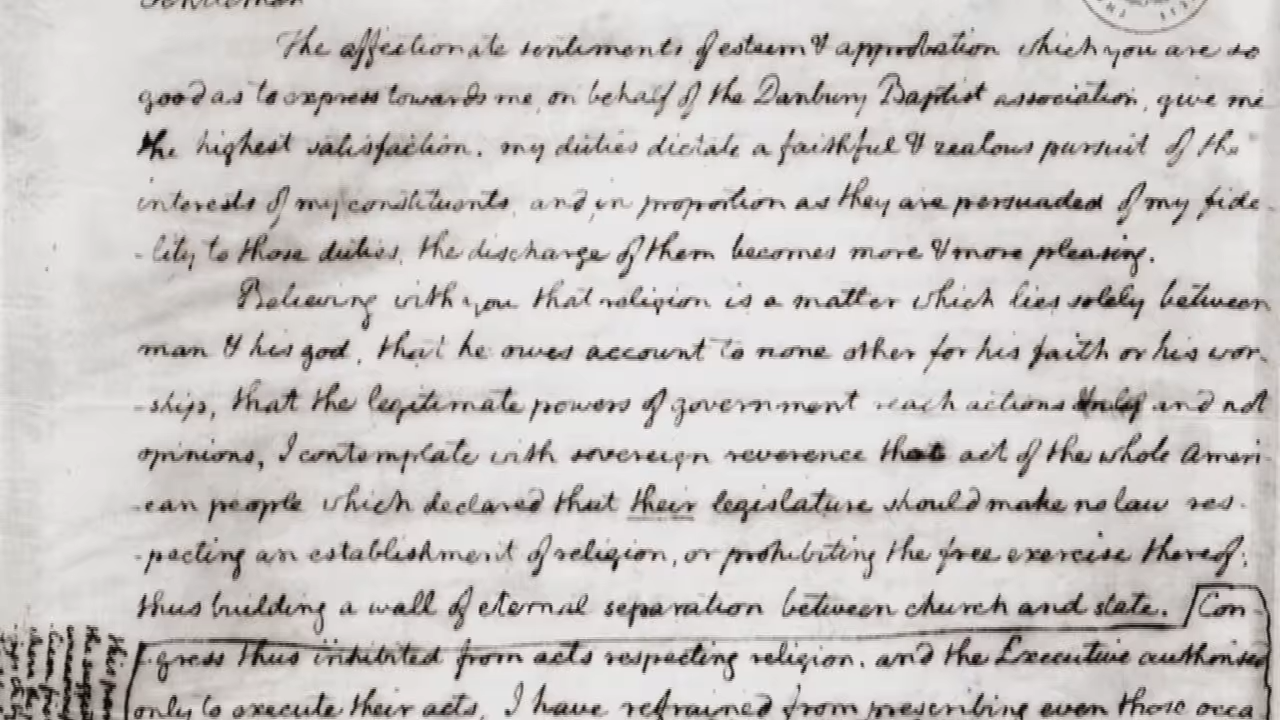 Gentlemen
The affectionate sentiments of esteem & approbation which you are so
good as to express towards me, on behalf of the Danbury Baptist association, give me
the highest satisfaction. my duties dictate a faithful & zealous pursuit of the
interests of my constituents, and, in proportion as they are persuaded of my fide-
-lity to those duties, the discharge of them becomes more & more pleasing.
Believing with you that religion is a matter which lies solely between
man & his god, that he owes account to none other for his faith or his wor-
-ship, that the legitimate powers of government reach actions only and not
opinions, I contemplate with sovereign reverence that act of the whole Ameri-
-can people which declared that their legislature should make no law res-
-pecting an establishment of religion, or prohibiting the free exercise thereof;
thus building a wall of eternal separation between church and state. [Con-
-gress thus inhibited from acts respecting religion, and the Executive authorised
only to execute their acts, I have refrained from prescribing even those occa